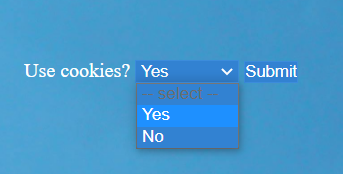 Use cookies? Yes Submit
-- select --
Yes
No